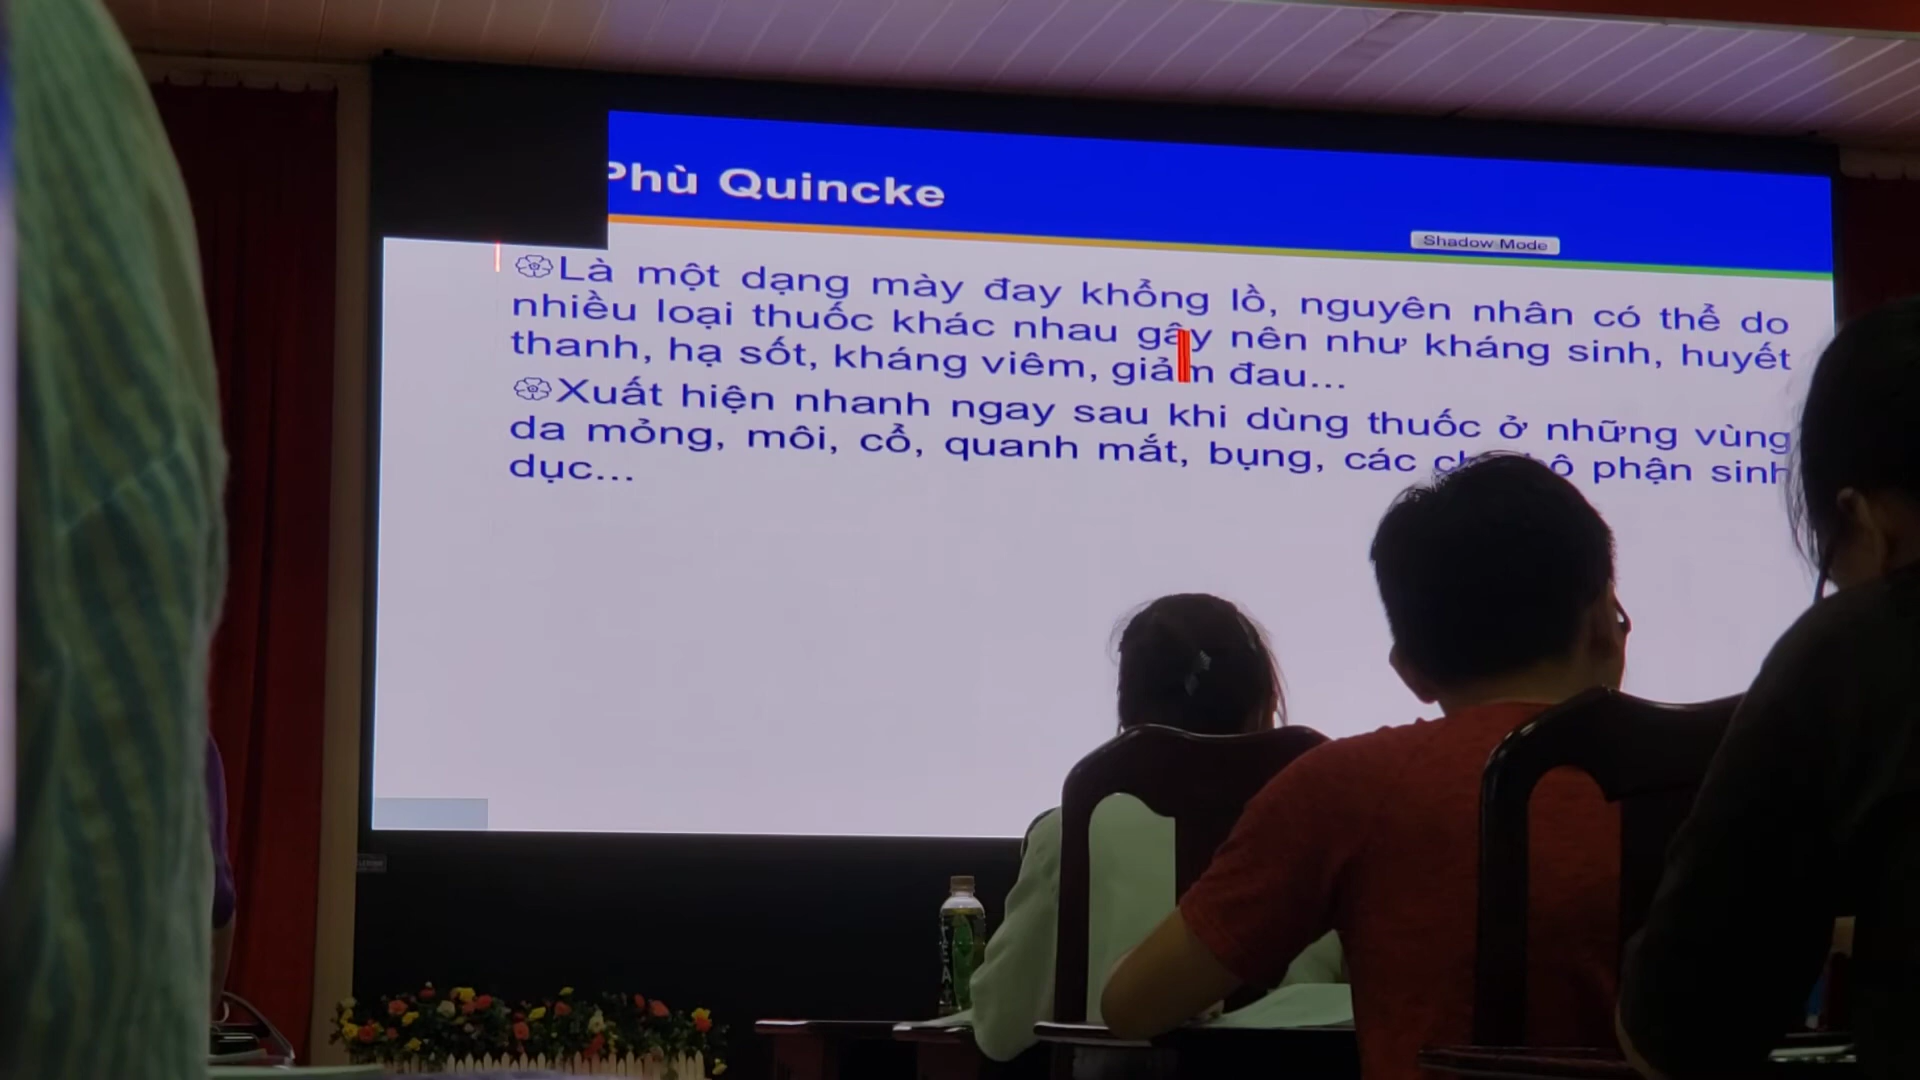 Phù Quincke
Shadow Mode
Là một dạng mày đay khổng lồ, nguyên nhân có thể do
nhiều loại thuốc khác nhau gây nên như kháng sinh, huyết
thanh, hạ sốt, kháng viêm, giảm đau...
Xuất hiện nhanh ngay sau khi dùng thuốc ở những vùng
da mỏng, môi, cổ, quanh mắt, bụng, các phận sinh
dục...
TEA